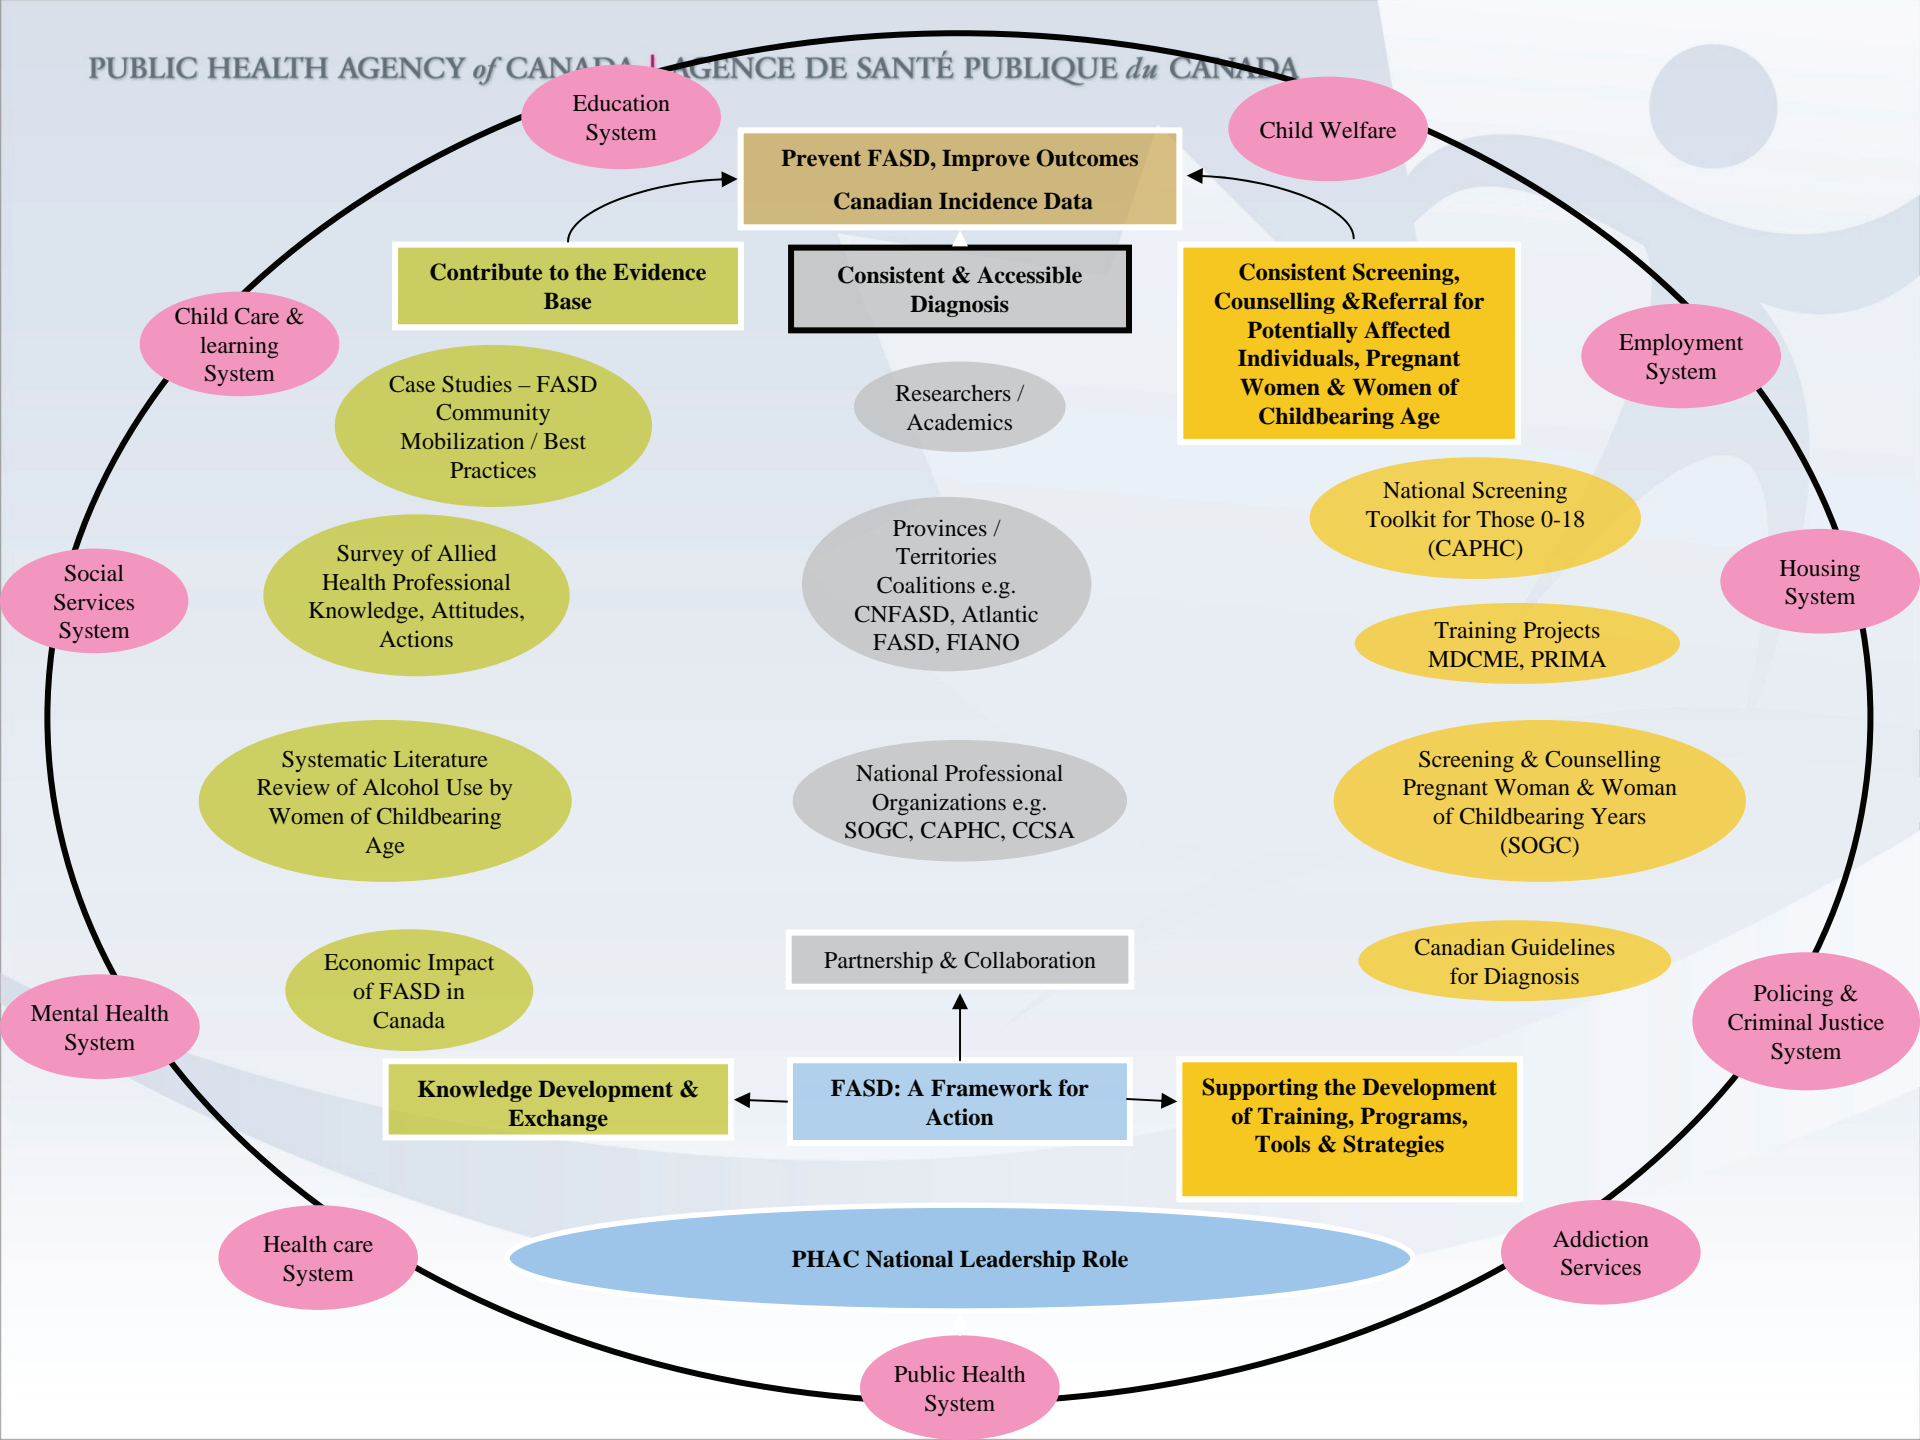 PUBLIC HEALTH AGENCY of CANADA | AGENCE DE SANTÉ PUBLIQUE du CANADA
Education
System
Child Welfare
Prevent FASD, Improve Outcomes
Canadian Incidence Data
Contribute to the Evidence
Base
Consistent & Accessible
Diagnosis
Consistent Screening,
Counselling &Referral for
Potentially Affected
Individuals, Pregnant
Women & Women of
Childbearing Age
Child Care &
learning
System
Employment
System
Case Studies – FASD
Community
Mobilization / Best
Practices
Researchers /
Academics
National Screening
Toolkit for Those 0-18
(CAPHC)
Social
Services
System
Survey of Allied
Health Professional
Knowledge, Attitudes,
Actions
Provinces /
Territories
Coalitions e.g.
CNFASD, Atlantic
FASD, FIANO
Training Projects
MDCME, PRIMA
Housing
System
Systematic Literature
Review of Alcohol Use by
Women of Childbearing
Age
National Professional
Organizations e.g.
SOGC, CAPHC, CCSA
Screening & Counselling
Pregnant Woman & Woman
of Childbearing Years
(SOGC)
Mental Health
System
Economic Impact
of FASD in
Canada
Partnership & Collaboration
Canadian Guidelines
for Diagnosis
Policing &
Criminal Justice
System
Knowledge Development &
Exchange
FASD: A Framework for
Action
Supporting the Development
of Training, Programs,
Tools & Strategies
Health care
System
PHAC National Leadership Role
Addiction
Services
Public Health
System